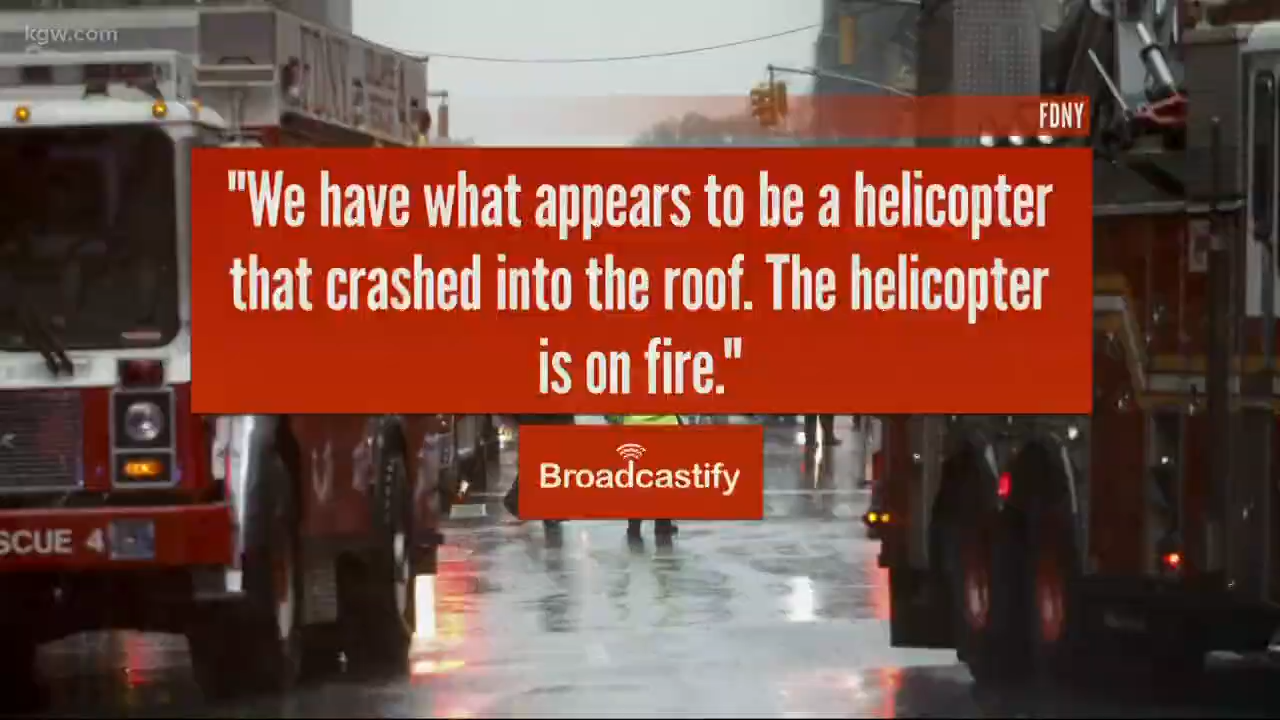 kgw.com
FDNY
"We have what appears to be a helicopter
that crashed into the roof. The helicopter
is on fire."
Broadcastify
SCUE 4